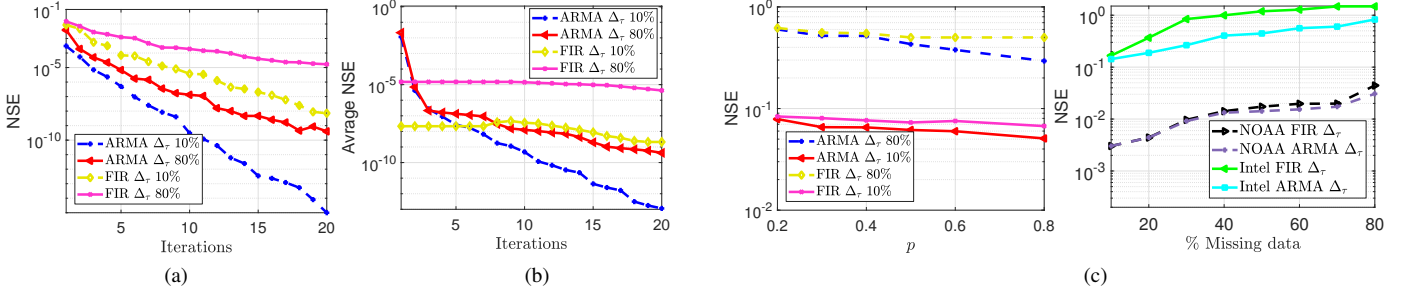 NSE
10^-1
10^-5
10^-10
5
10
15
20
Iterations
ARMA Δ_τ 10%
ARMA Δ_τ 80%
FIR Δ_τ 10%
FIR Δ_τ 80%
(a)
Avrage NSE
10^0
10^-5
10^-10
5
10
15
20
Iterations
ARMA Δ_τ 10%
ARMA Δ_τ 80%
FIR Δ_τ 10%
FIR Δ_τ 80%
(b)
NSE
10^0
10^-1
10^-2
0.2
0.4
0.6
0.8
p
ARMA Δ_τ 80%
ARMA Δ_τ 10%
FIR Δ_τ 80%
FIR Δ_τ 10%
NSE
10^0
10^-1
10^-2
10^-3
20
40
60
80
% Missing data
NOAA FIR Δ_τ
NOAA ARMA Δ_τ
Intel FIR Δ_τ
Intel ARMA Δ_τ
(c)